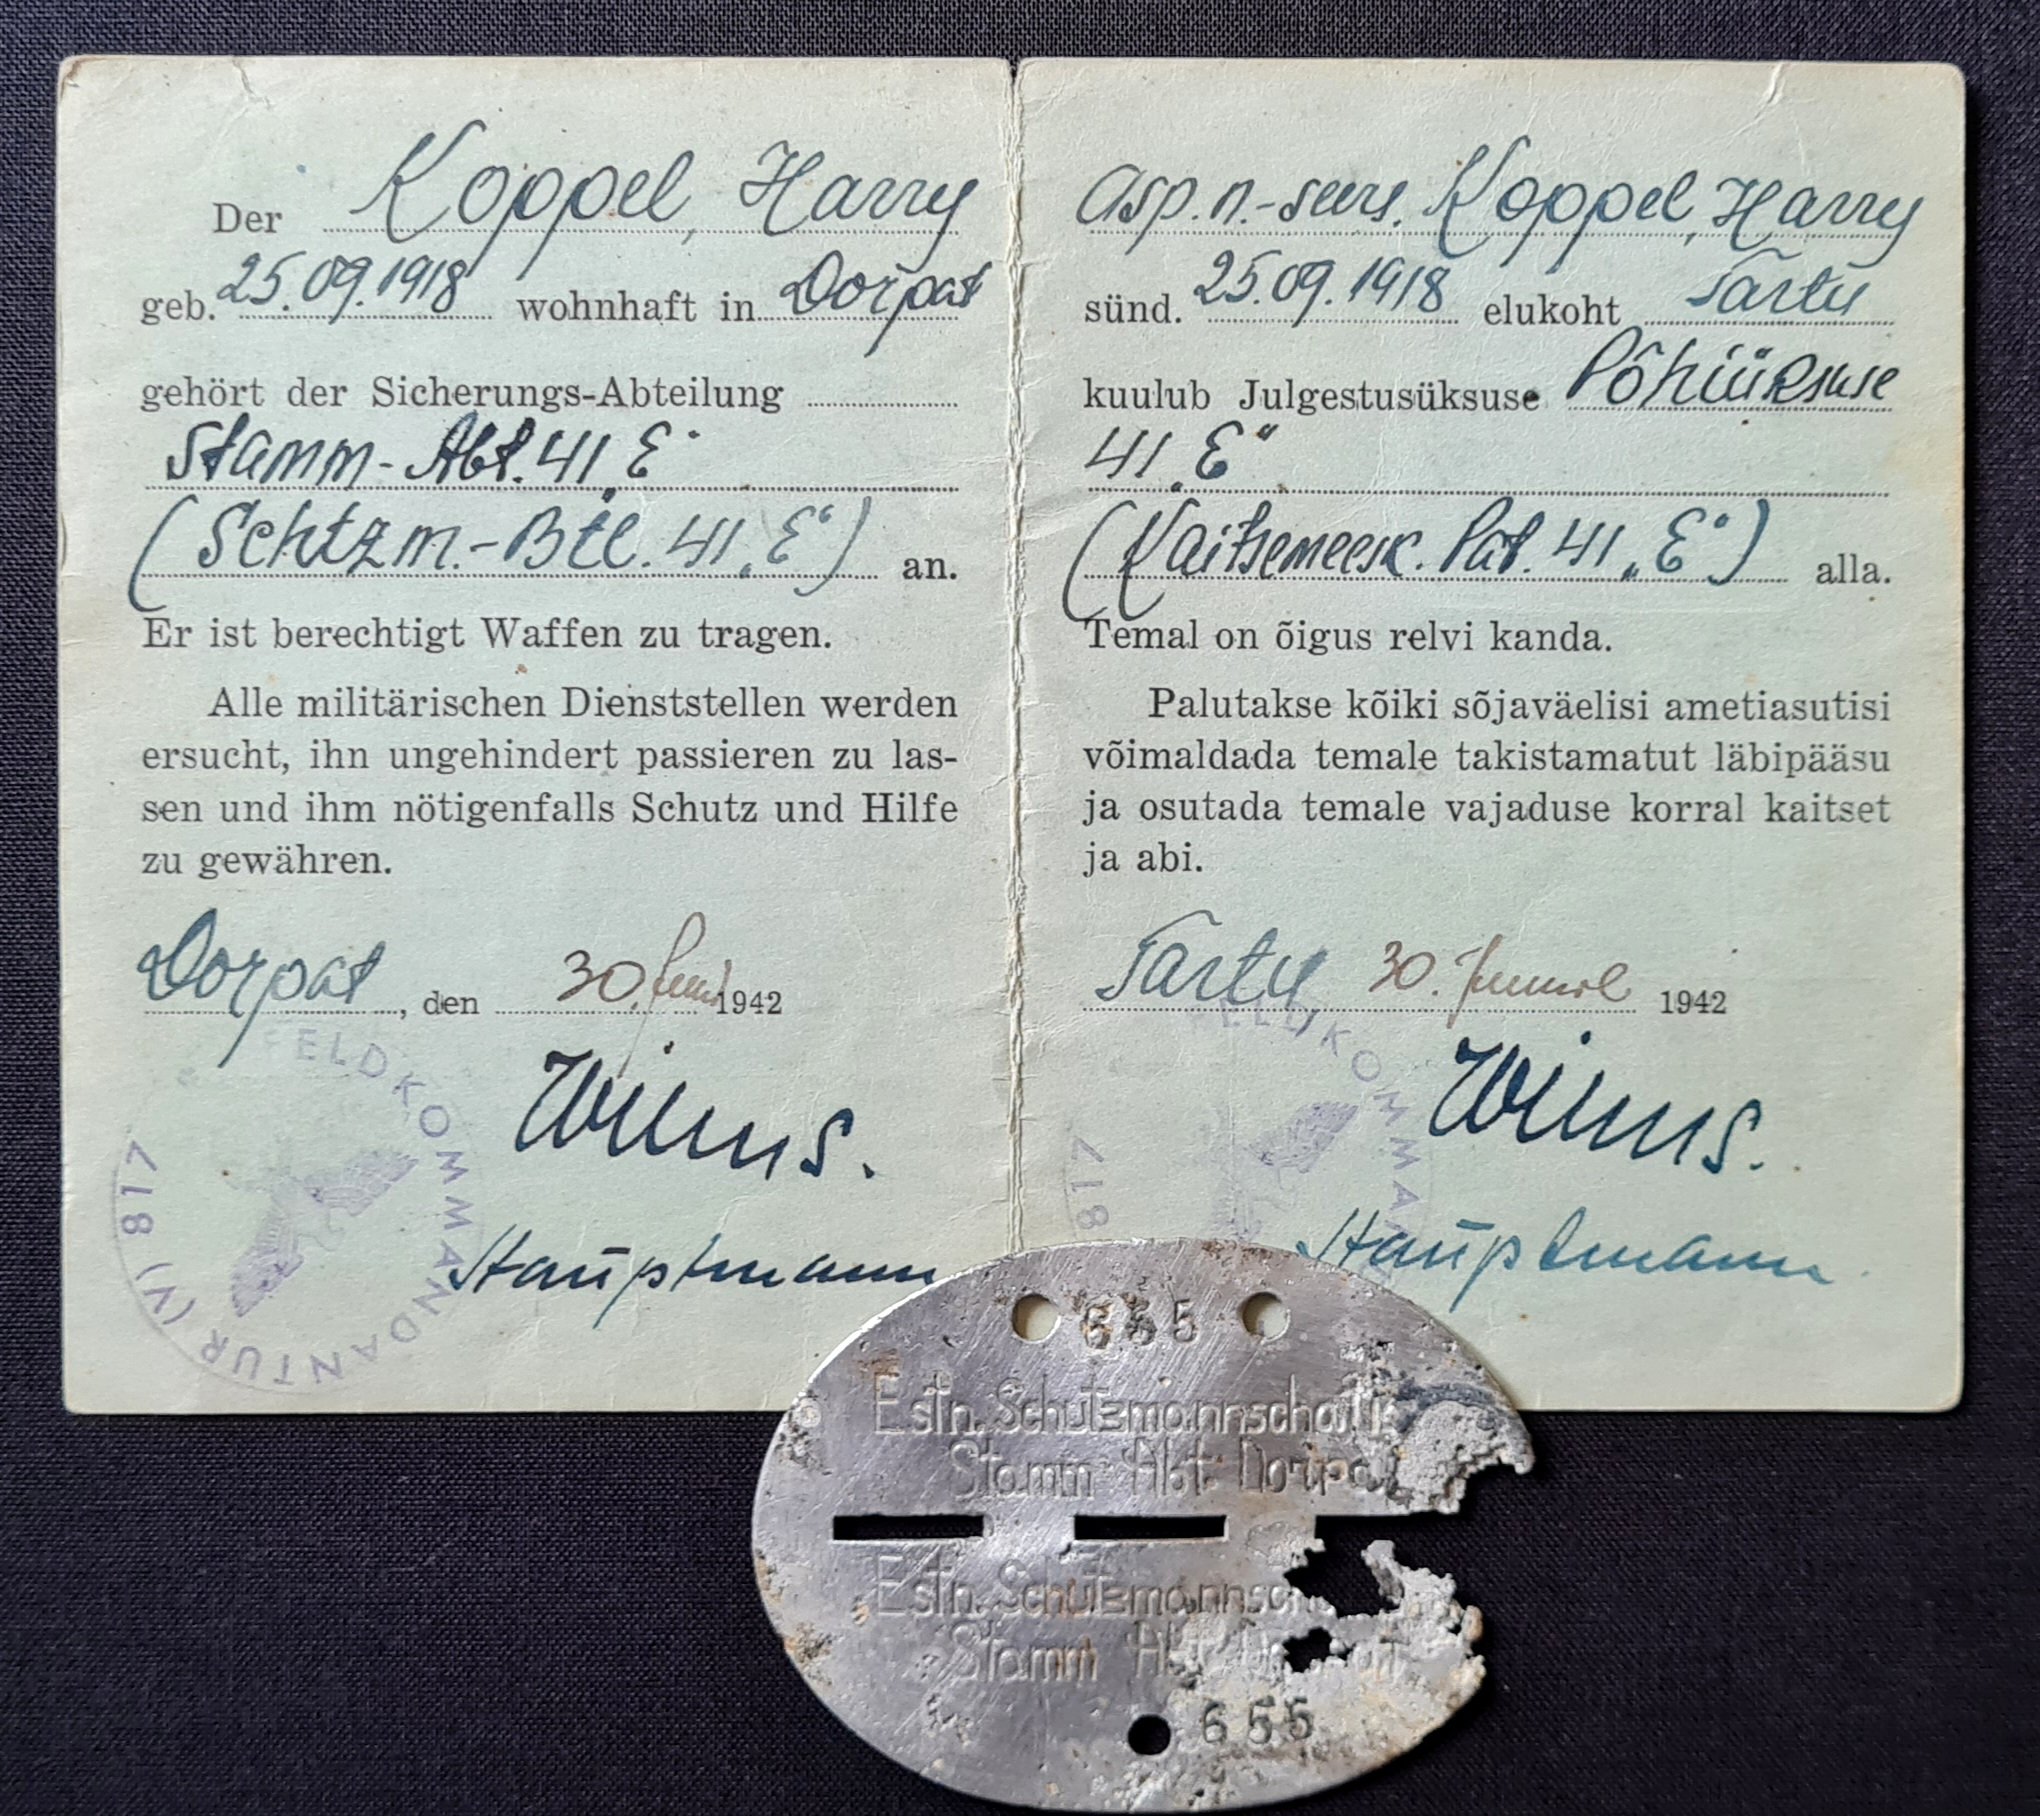 Der Koppel, Harry
geb. 25.09.1918 wohnhaft in Dorpat
gehört der Sicherungs-Abteilung
Stamm-Abt. 41 „E"
(Schtzm.-Btl. 41 „E") an.
Er ist berechtigt Waffen zu tragen.
Alle militärischen Dienststellen werden
ersucht, ihn ungehindert passieren zu las-
sen und ihm nötigenfalls Schutz und Hilfe
zu gewähren.
Dorpat, den 30. Juni 1942
Wilms.
Hauptmann
FELDKOMMANDANTUR (V) 817
Asp. n.-seers. Koppel, Harry
sünd. 25.09.1918 elukoht Tartu
kuulub Julgestusüksuse Põhiüksuse
41 „E"
(Kaitsemeesk. Pat. 41 „E") alla.
Temal on õigus relvi kanda.
Palutakse kõiki sõjaväelisi ametiasutisi
võimaldada temale takistamatut läbipääsu
ja osutada temale vajaduse korral kaitset
ja abi.
Tartu 30. juunil 1942
Wilms.
Hauptmann
FELDKOMMAN 817
655
Estn. Schutzmannschaft
Stamm Abt. Dorpat
Estn. Schutzmannsch
Stamm Abt. Dorpat
655